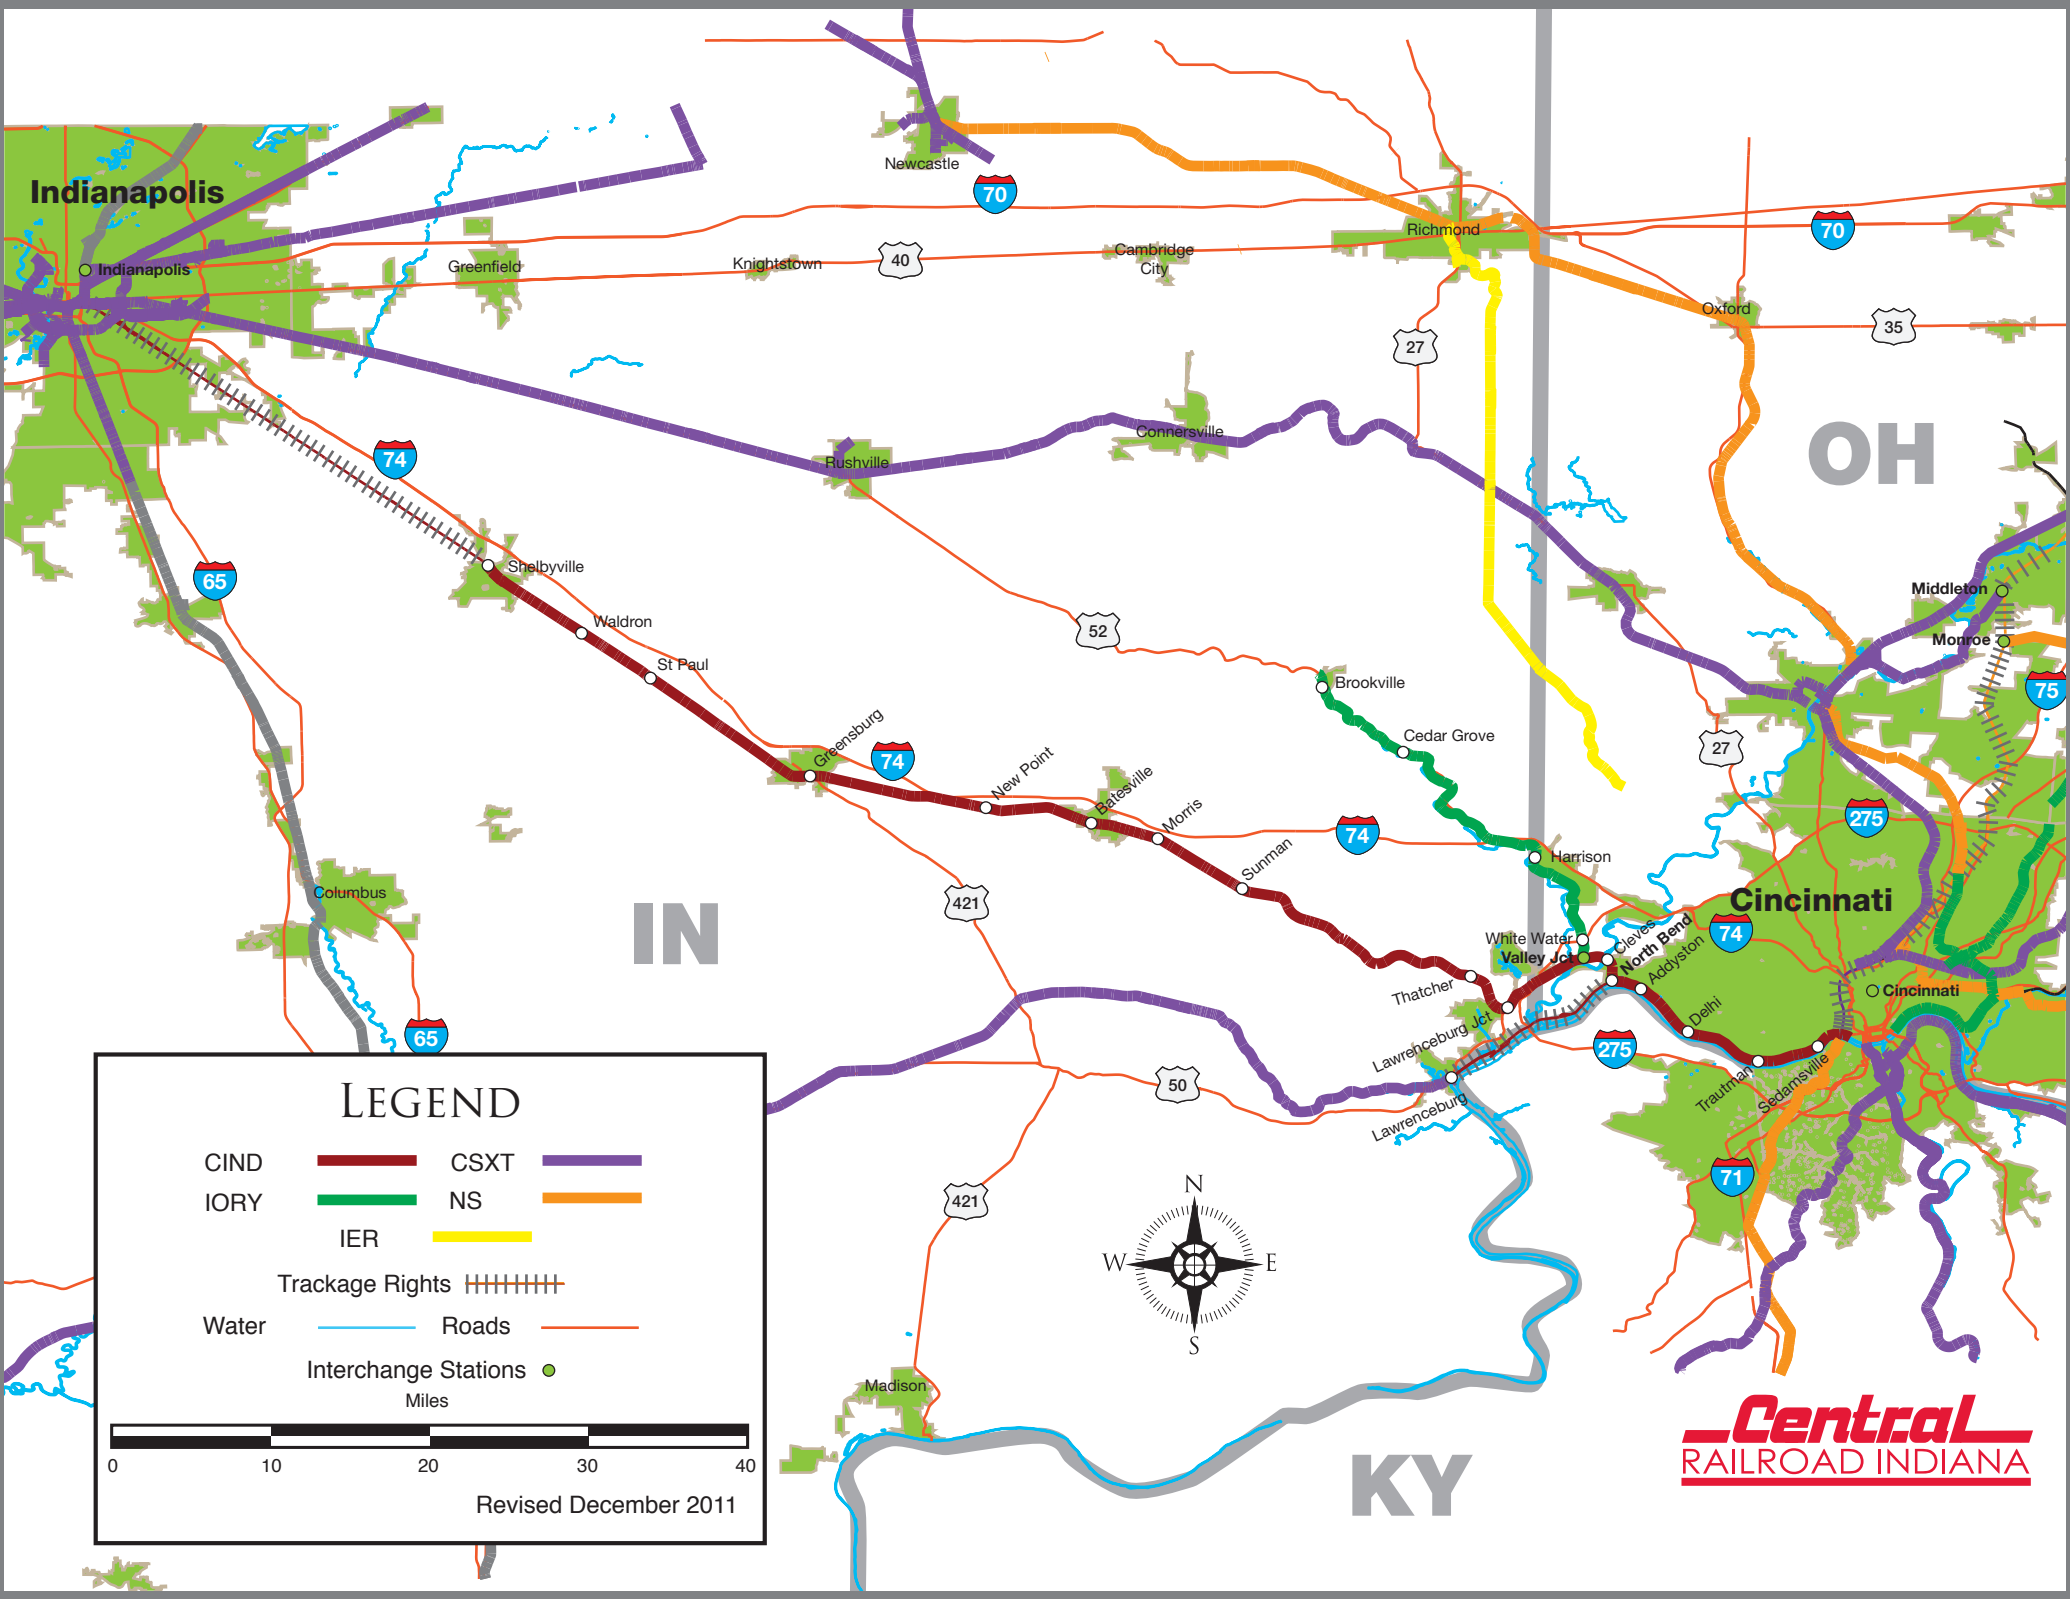 Newcastle
70
Indianapolis
Richmond
70
Indianapolis
Greenfield
Knightstown
40
Cambridge
City
Oxford
35
27
OH
74
Connersville
Rushville
65
Shelbyville
Middleton
Waldron
52
Monroe
St Paul
Brookville
75
Greensburg
74
New Point
Batesville
Morris
Cedar Grove
27
275
74
Sunman
Harrison
Columbus
421
IN
Cincinnati
74
White Water
Valley Jct
Cleves
North Bend
Addyston
Thatcher
Cincinnati
65
Lawrenceburg Jct
Delhi
275
50
Lawrenceburg
Trautman
Sedamsville
LEGEND
CIND
CSXT
IORY
NS
IER
Trackage Rights
Water
Roads
Interchange Stations
Miles
0 10 20 30 40
Revised December 2011
421
71
N
W
E
S
Madison
KY
Central
RAILROAD INDIANA